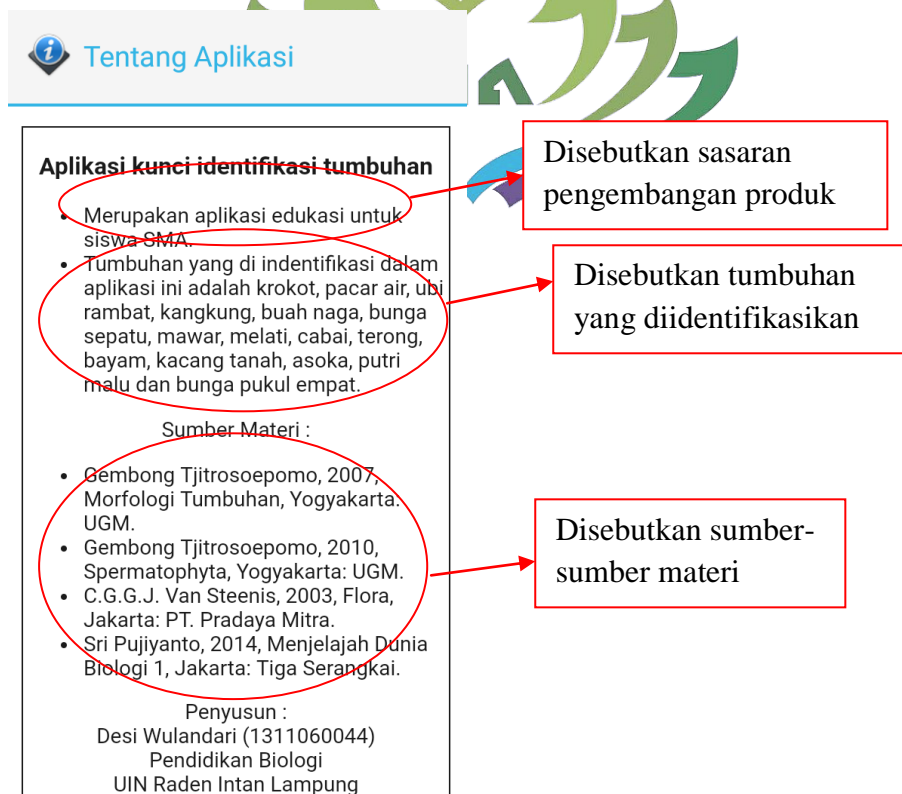 Tentang Aplikasi
Aplikasi kunci identifikasi tumbuhan
• Merupakan aplikasi edukasi untuk
siswa SMA.
• Tumbuhan yang di indentifikasi dalam
aplikasi ini adalah krokot, pacar air, ubi
rambat, kangkung, buah naga, bunga
sepatu, mawar, melati, cabai, terong,
bayam, kacang tanah, asoka, putri
malu dan bunga pukul empat.
Sumber Materi :
• Gembong Tjitrosoepomo, 2007,
Morfologi Tumbuhan, Yogyakarta.
UGM.
• Gembong Tjitrosoepomo, 2010,
Spermatophyta, Yogyakarta: UGM.
• C.G.G.J. Van Steenis, 2003, Flora,
Jakarta: PT. Pradaya Mitra.
• Sri Pujiyanto, 2014, Menjelajah Dunia
Biologi 1, Jakarta: Tiga Serangkai.
Penyusun :
Desi Wulandari (1311060044)
Pendidikan Biologi
UIN Raden Intan Lampung
Disebutkan sasaran
pengembangan produk
Disebutkan tumbuhan
yang diidentifikasikan
Disebutkan sumber-
sumber materi